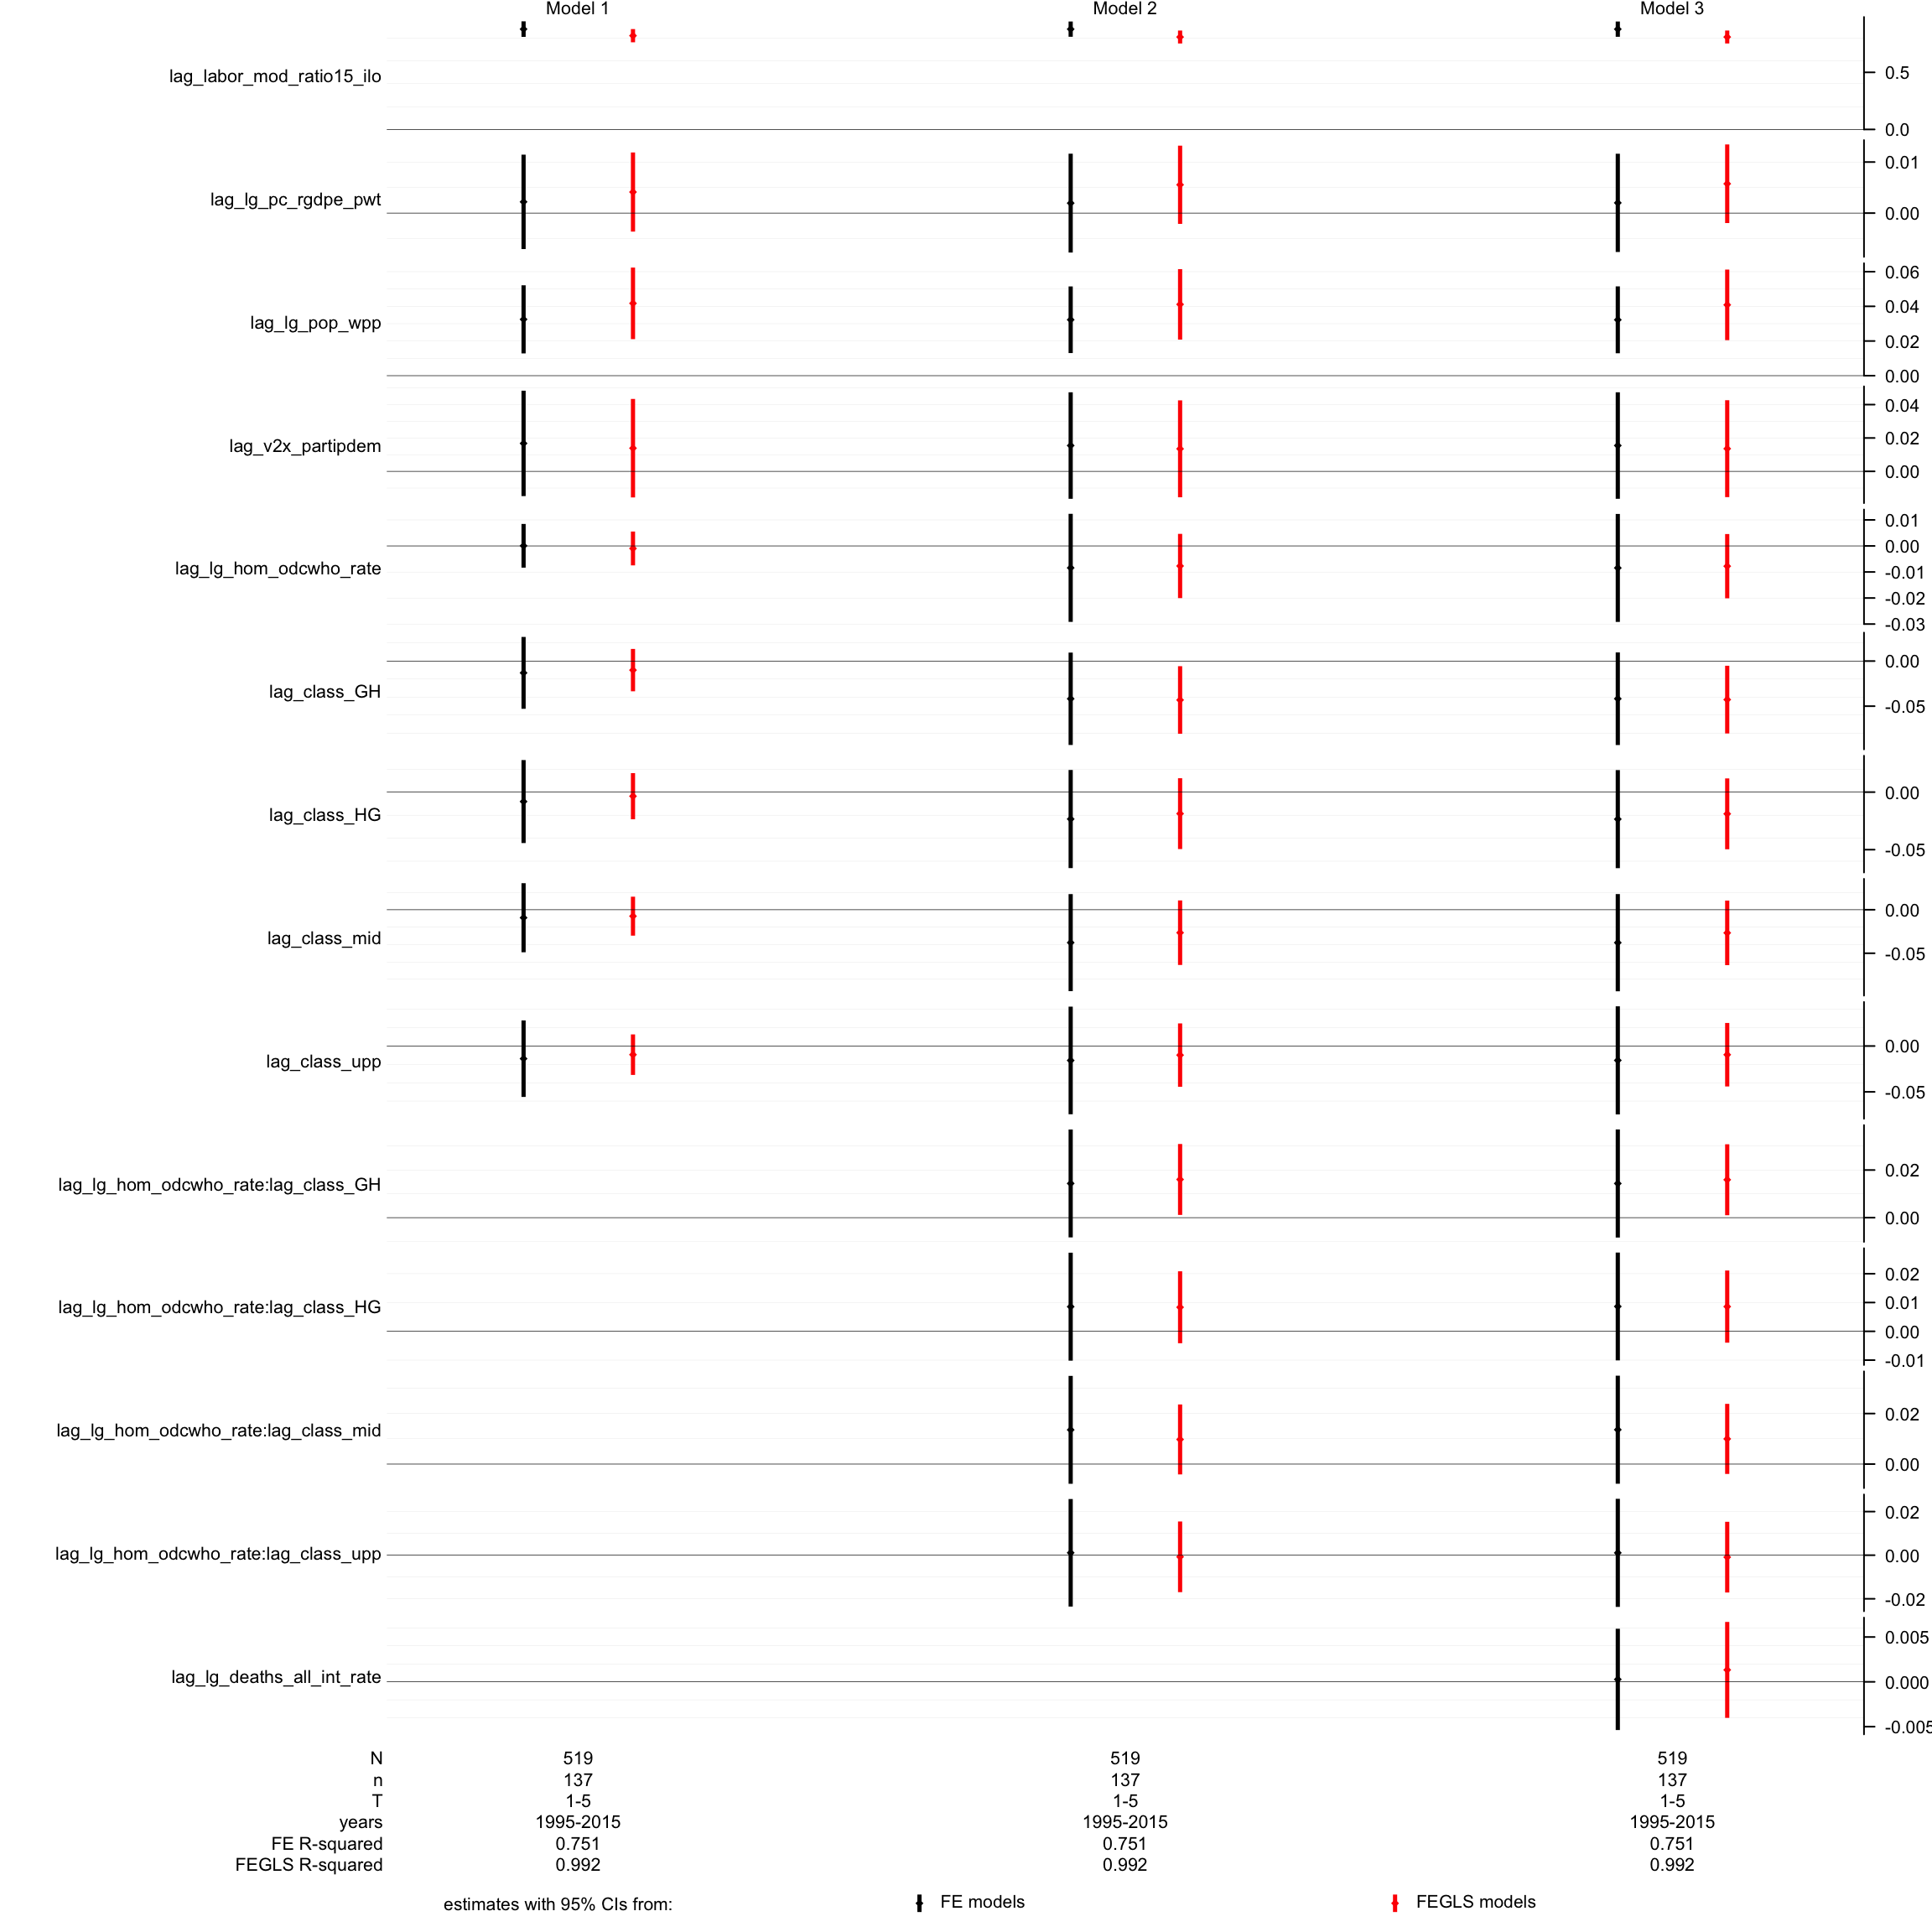 Model 1 Model 2 Model 3
lag_labor_mod_ratio15_ilo
0.5
0.0
lag_lg_pc_rgdpe_pwt
0.01
0.00
lag_lg_pop_wpp
0.06
0.04
0.02
0.00
lag_v2x_partipdem
0.04
0.02
0.00
lag_lg_hom_odcwho_rate
0.01
0.00
-0.01
-0.02
-0.03
lag_class_GH
0.00
-0.05
lag_class_HG
0.00
-0.05
lag_class_mid
0.00
-0.05
lag_class_upp
0.00
-0.05
lag_lg_hom_odcwho_rate:lag_class_GH
0.02
0.00
lag_lg_hom_odcwho_rate:lag_class_HG
0.02
0.01
0.00
-0.01
lag_lg_hom_odcwho_rate:lag_class_mid
0.02
0.00
lag_lg_hom_odcwho_rate:lag_class_upp
0.02
0.00
-0.02
lag_lg_deaths_all_int_rate
0.005
0.000
-0.005
N 519 519 519
n 137 137 137
T 1-5 1-5 1-5
years 1995-2015 1995-2015 1995-2015
FE R-squared 0.751 0.751 0.751
FEGLS R-squared 0.992 0.992 0.992
estimates with 95% CIs from: FE models FEGLS models